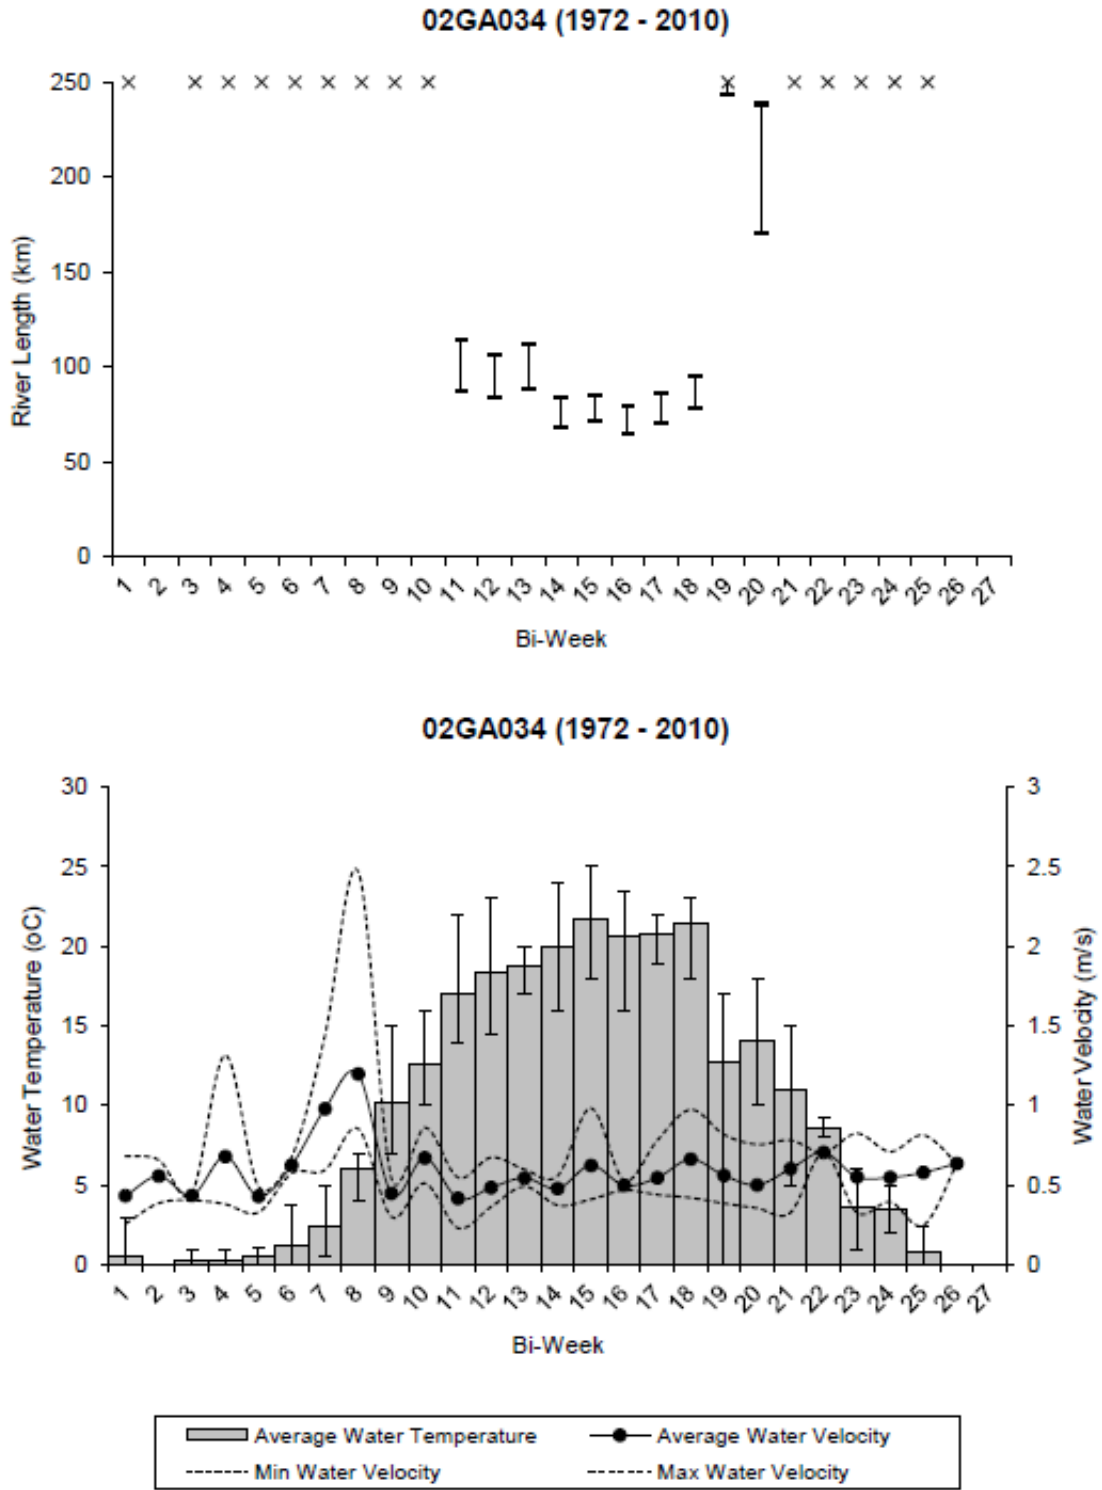 02GA034 (1972 - 2010)
250
200
150
100
50
0
River Length (km)
1 2 3 4 5 6 7 8 9 10 11 12 13 14 15 16 17 18 19 20 21 22 23 24 25 26 27
Bi-Week
02GA034 (1972 - 2010)
30 3
25 2.5
20 2
15 1.5
10 1
5 0.5
0 0
Water Temperature (oC)
Water Velocity (m/s)
1 2 3 4 5 6 7 8 9 10 11 12 13 14 15 16 17 18 19 20 21 22 23 24 25 26 27
Bi-Week
Average Water Temperature Average Water Velocity
Min Water Velocity Max Water Velocity